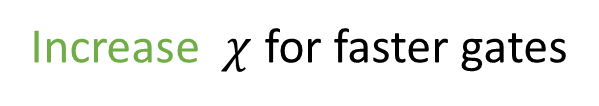 Increase 𝜒 for faster gates